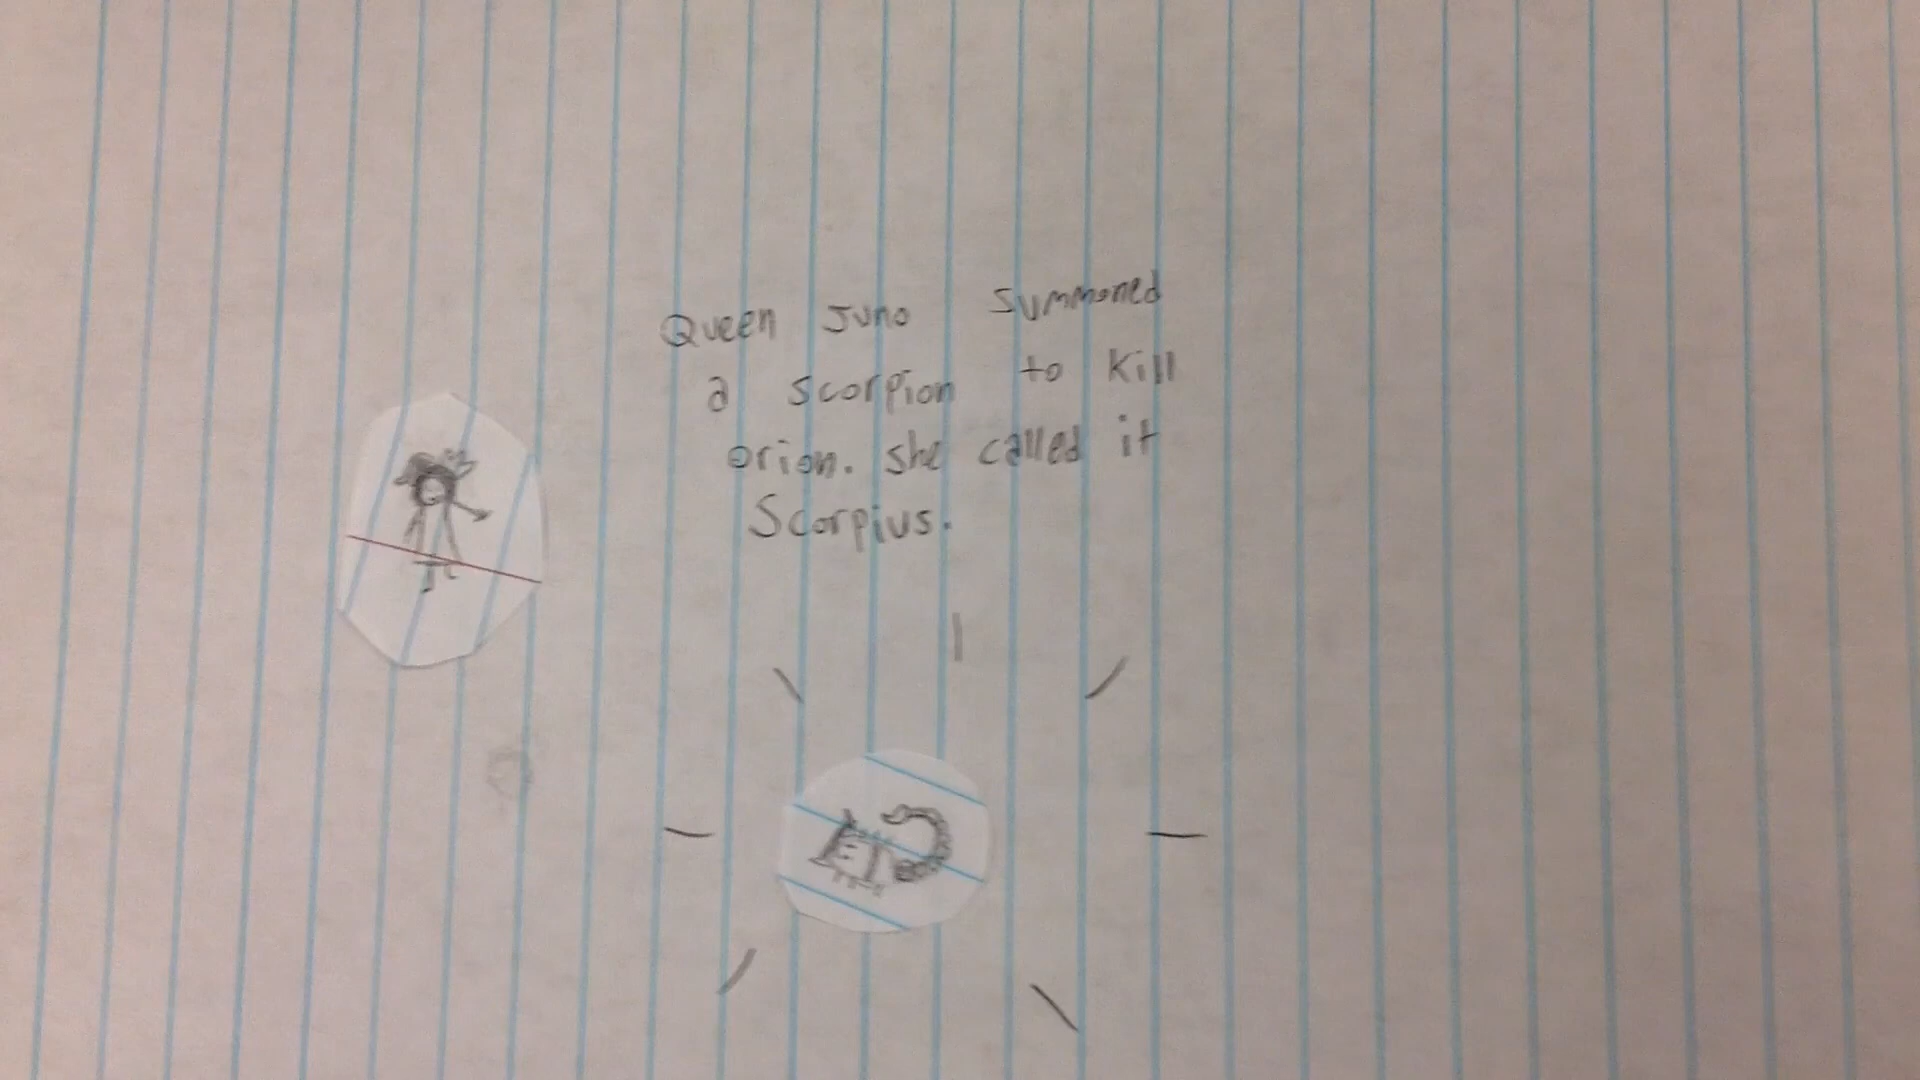 Queen Juno summoned
a scorpion to kill
orion. she called it
Scorpius.